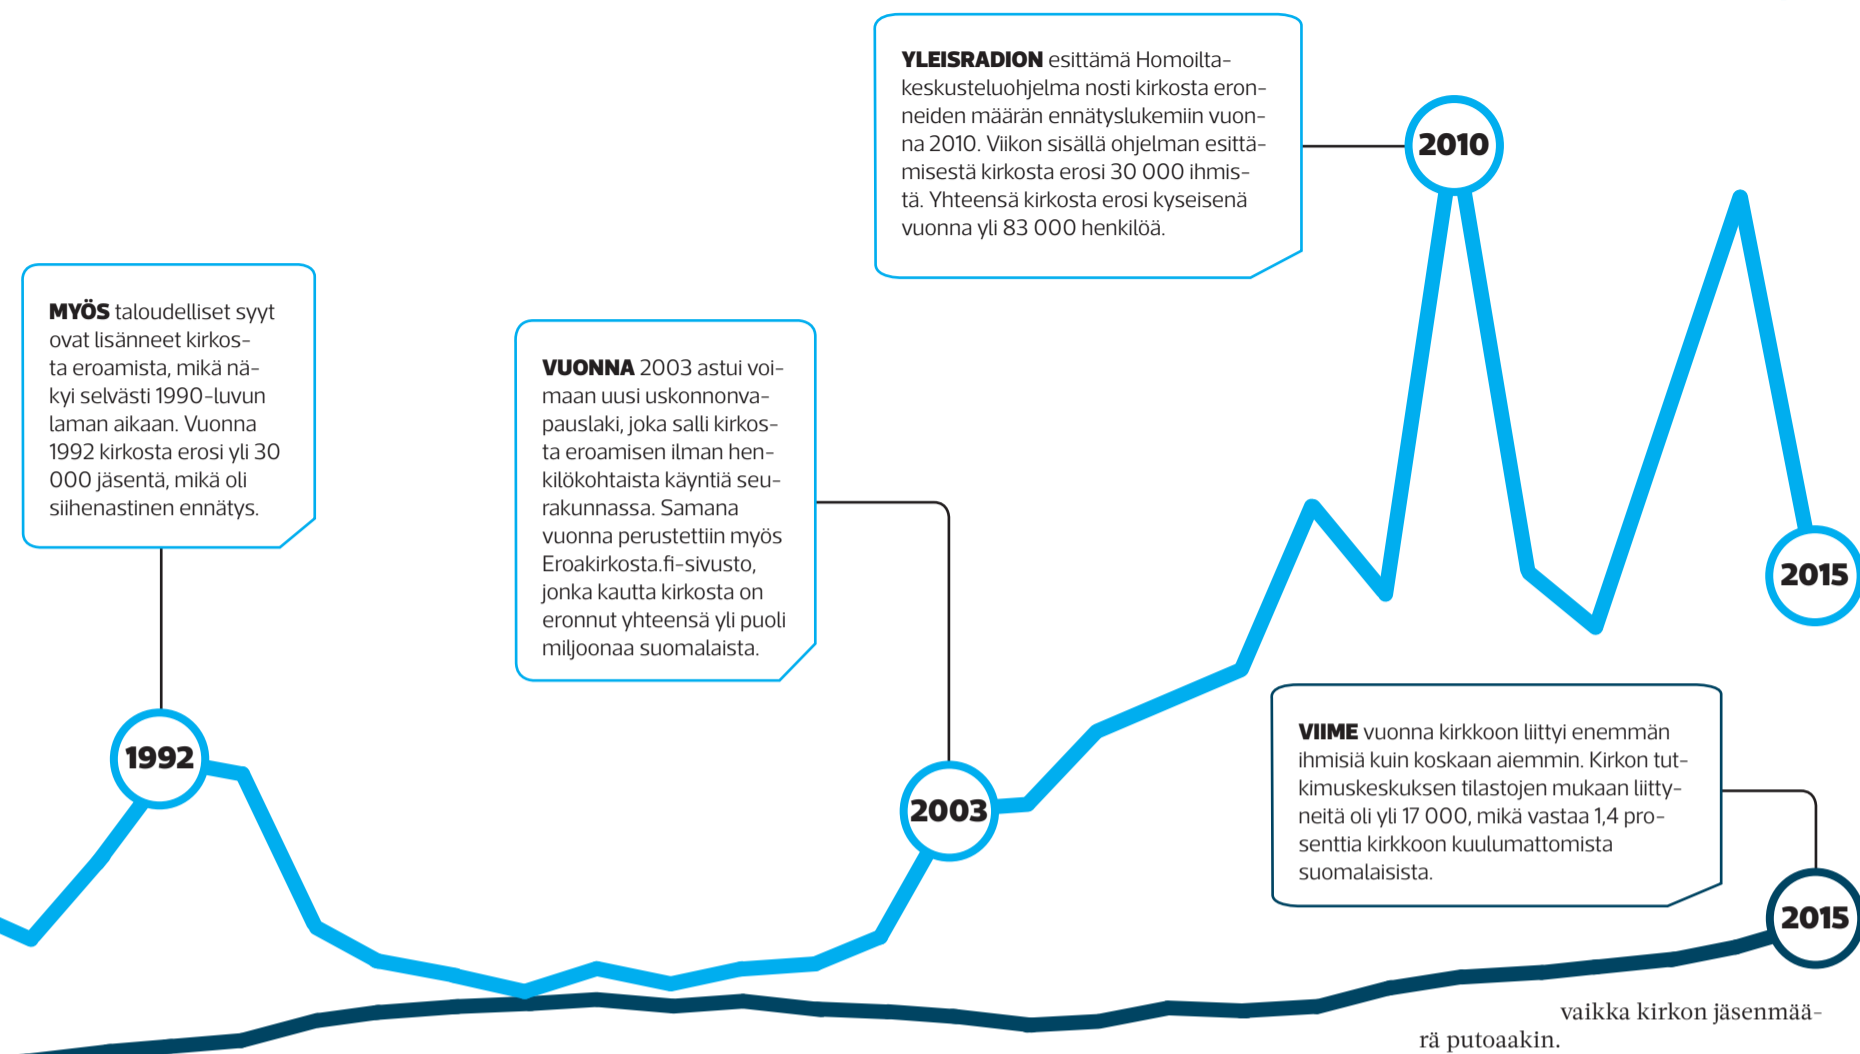 YLEISRADION esittämä Homoilta-
keskusteluohjelma nosti kirkosta eron-
neiden määrän ennätyslukemiin vuon-
na 2010. Viikon sisällä ohjelman esittä-
misestä kirkosta erosi 30 000 ihmis-
tä. Yhteensä kirkosta erosi kyseisenä
vuonna yli 83 000 henkilöä.
2010
MYÖS taloudelliset syyt
ovat lisänneet kirkos-
ta eroamista, mikä nä-
kyi selvästi 1990-luvun
laman aikaan. Vuonna
1992 kirkosta erosi yli 30
000 jäsentä, mikä oli
siihenastinen ennätys.
1992
VUONNA 2003 astui voi-
maan uusi uskonnonva-
pauslaki, joka salli kirkos-
ta eroamisen ilman hen-
kilökohtaista käyntiä seu-
rakunnassa. Samana
vuonna perustettiin myös
Eroakirkosta.fi-sivusto,
jonka kautta kirkosta on
eronnut yhteensä yli puoli
miljoonaa suomalaista.
2003
2015
VIIME vuonna kirkkoon liittyi enemmän
ihmisiä kuin koskaan aiemmin. Kirkon tut-
kimuskeskuksen tilastojen mukaan liitty-
neitä oli yli 17 000, mikä vastaa 1,4 pro-
senttia kirkkoon kuulumattomista
suomalaisista.
2015
vaikka kirkon jäsenmää-
rä putoaakin.